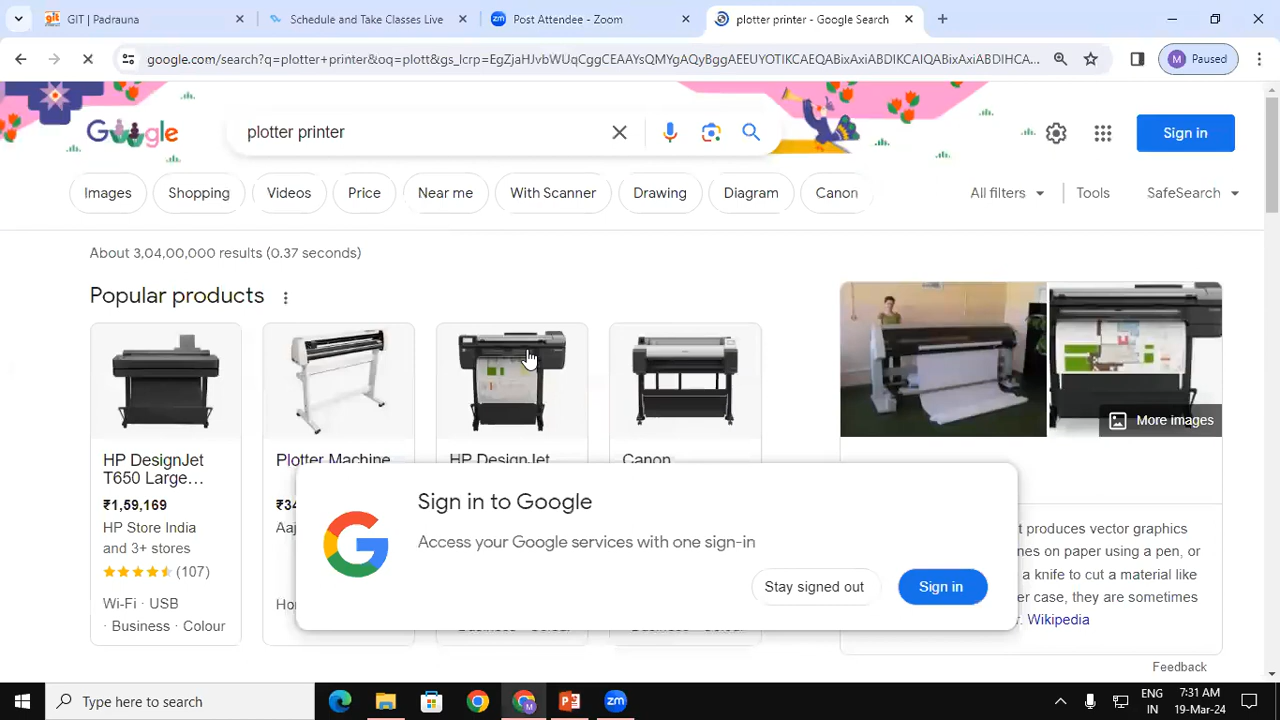 GIT | Padrauna
Schedule and Take Classes Live
zm Post Attendee - Zoom
plotter printer - Google Search
google.com/search?q=plotter+printer&oq=plott&gs_lcrp=EgZjaHJvbWUqCggCEAAYsQMYgAQyBggAEEUYOTIKCAEQABixAxiABDIKCAIQABixAxiABDIHCA...
M Paused
Google
plotter printer
Sign in
Images
Shopping
Videos
Price
Near me
With Scanner
Drawing
Diagram
Canon
All filters
Tools
SafeSearch
About 3,04,00,000 results (0.37 seconds)
Popular products
HP DesignJet
T650 Large...
₹1,59,169
HP Store India
and 3+ stores
(107)
Wi-Fi · USB
· Business · Colour
Plotter Machine
HP DesignJet
Canon
More images
Sign in to Google
Access your Google services with one sign-in
Stay signed out
Sign in
t produces vector graphics
nes on paper using a pen, or
a knife to cut a material like
er case, they are sometimes
Wikipedia
Feedback
Type here to search
zm
ENG
IN
7:31 AM
19-Mar-24